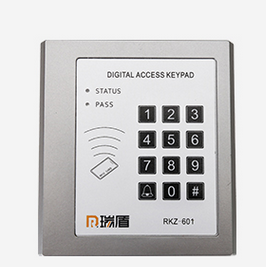 DIGITAL ACCESS KEYPAD
STATUS
PASS
1 2 3
4 5 6
7 8 9
0 #
R瑞盾
RKZ-601